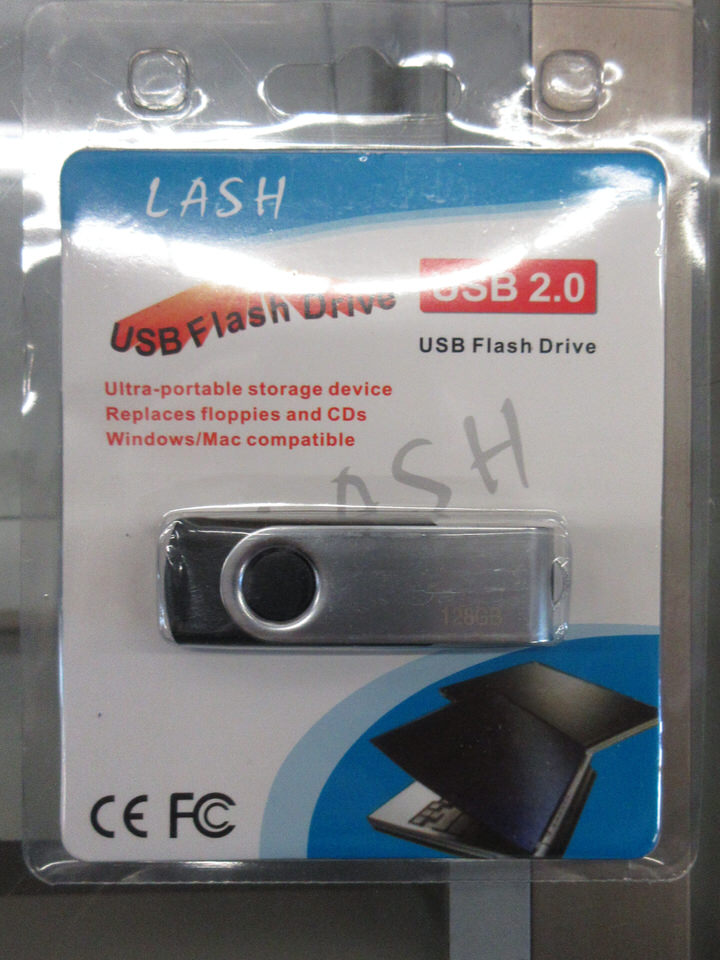 LASH
USB Flash Drive
USB 2.0
USB Flash Drive
Ultra-portable storage device
Replaces floppies and CDs
Windows/Mac compatible
LASH
128GB
CE FC